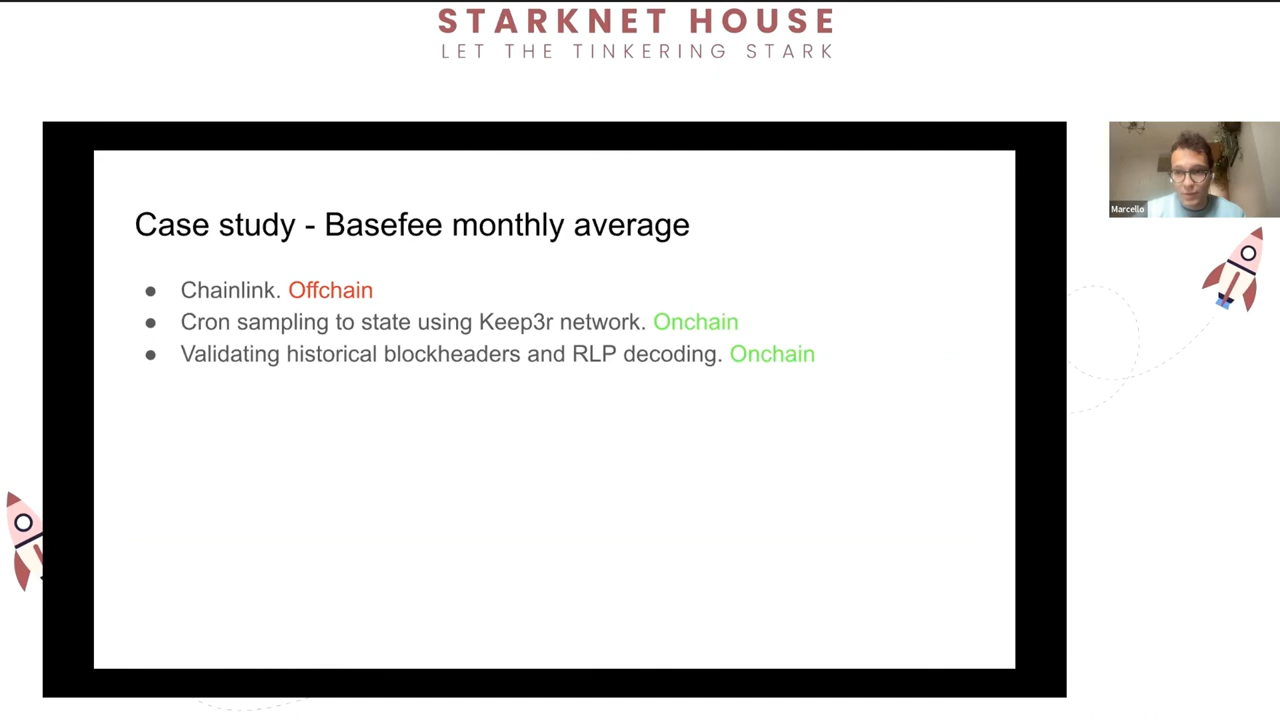 STARKNET HOUSE
LET THE TINKERING STARK
Case study - Basefee monthly average
● Chainlink. Offchain
● Cron sampling to state using Keep3r network. Onchain
● Validating historical blockheaders and RLP decoding. Onchain
Marcello